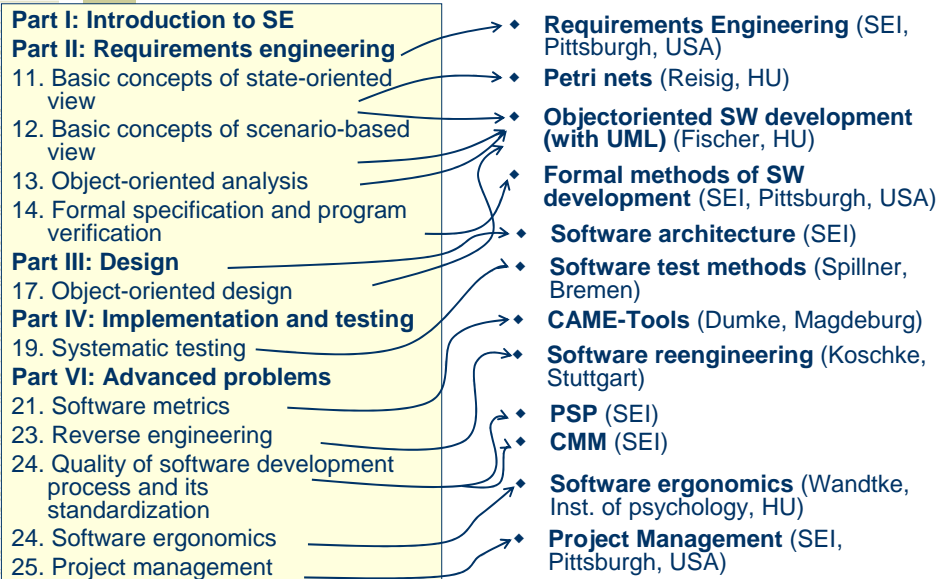 Part I: Introduction to SE
Part II: Requirements engineering
11. Basic concepts of state-oriented
view
12. Basic concepts of scenario-based
view
13. Object-oriented analysis
14. Formal specification and program
verification
Part III: Design
17. Object-oriented design
Part IV: Implementation and testing
19. Systematic testing
Part VI: Advanced problems
21. Software metrics
23. Reverse engineering
24. Quality of software development
process and its
standardization
24. Software ergonomics
25. Project management
Requirements Engineering (SEI,
Pittsburgh, USA)
Petri nets (Reisig, HU)
Objectoriented SW development
(with UML) (Fischer, HU)
Formal methods of SW
development (SEI, Pittsburgh, USA)
Software architecture (SEI)
Software test methods (Spillner,
Bremen)
CAME-Tools (Dumke, Magdeburg)
Software reengineering (Koschke,
Stuttgart)
PSP (SEI)
CMM (SEI)
Software ergonomics (Wandtke,
Inst. of psychology, HU)
Project Management (SEI,
Pittsburgh, USA)